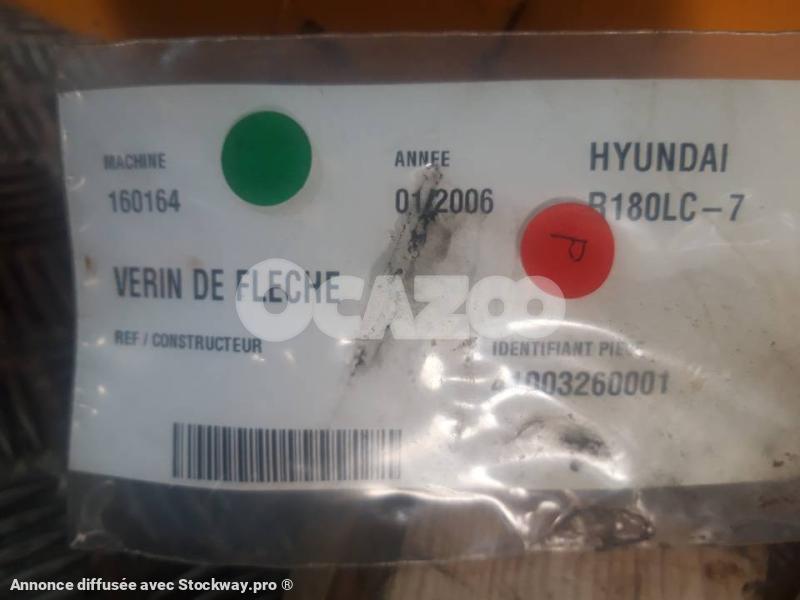 MACHINE
160164
ANNEE
01/2006
HYUNDAI
R180LC-7
P
VERIN DE FLECHE
OCAZOO
REF / CONSTRUCTEUR
IDENTIFIANT PIECE
41003260001
Annonce diffusée avec Stockway.pro ®